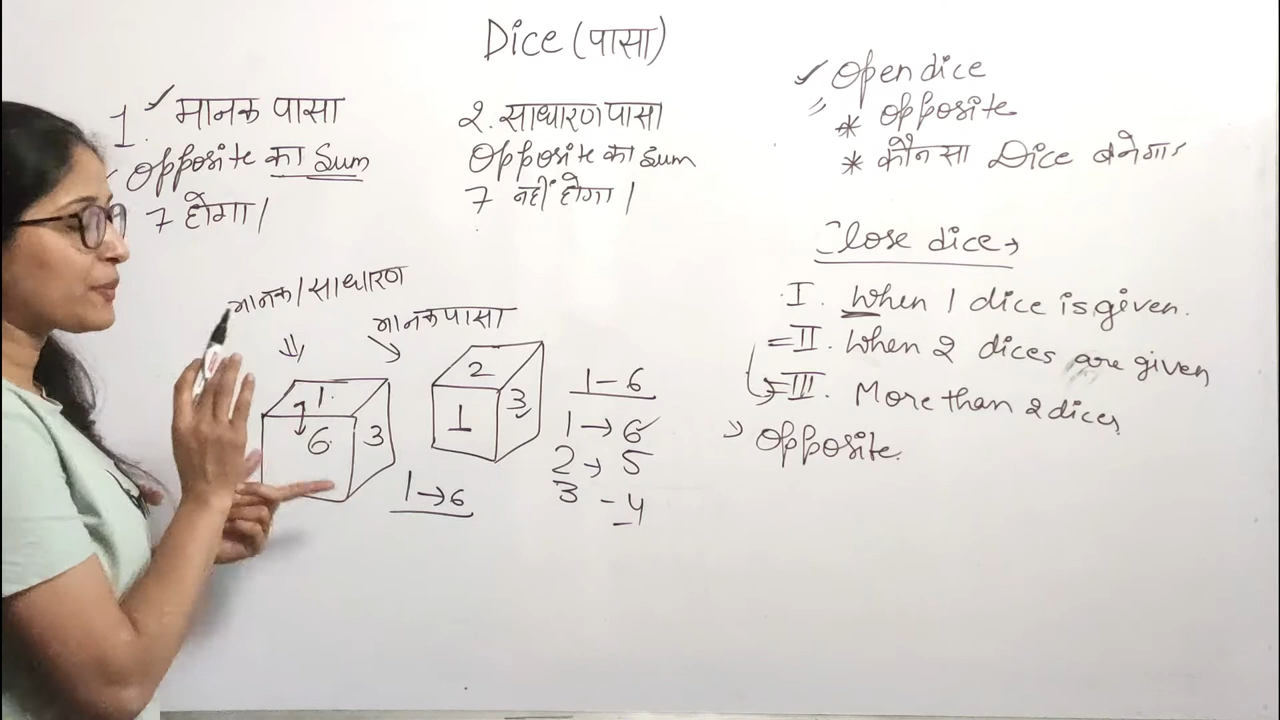 Dice (पासा)
1. मानक पासा
Opposite का Sum
7 होगा|
2. साधारण पासा
Opposite का Sum
7 नहीं होगा|
मानक/साधारण
1
6
3
1→6
मानक पासा
2
1
3
1-6
1→6
2→5
3-4
Open dice
* Opposite
* कौन सा Dice बनेगा
Close dice→
I. When 1 dice is given.
II. When 2 dices are given
III. More than 2 dices
Opposite.